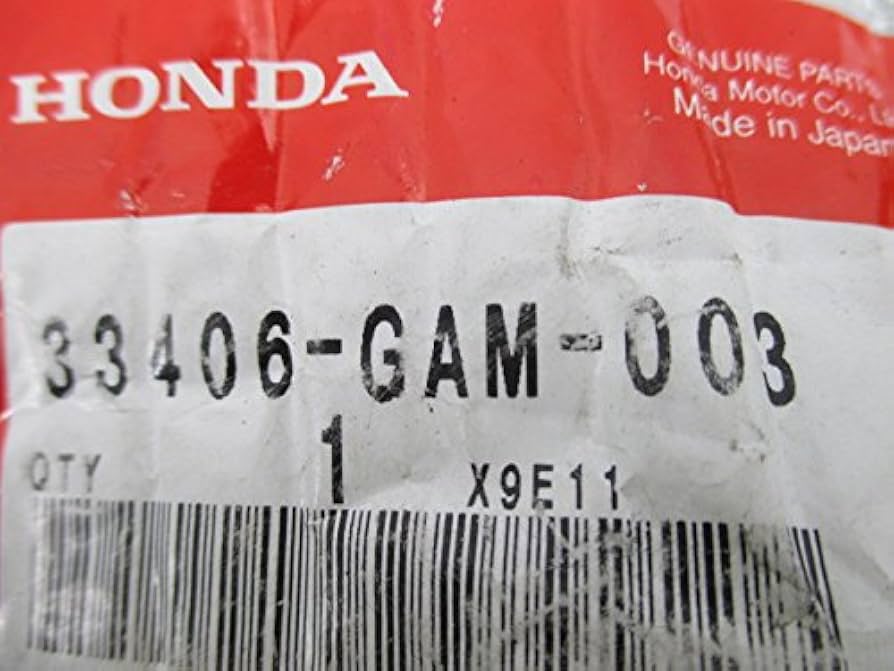 HONDA
GENUINE PARTS
Honda Motor Co., L
Made in Japan
33406-GAM-003
QTY 1 X9E11